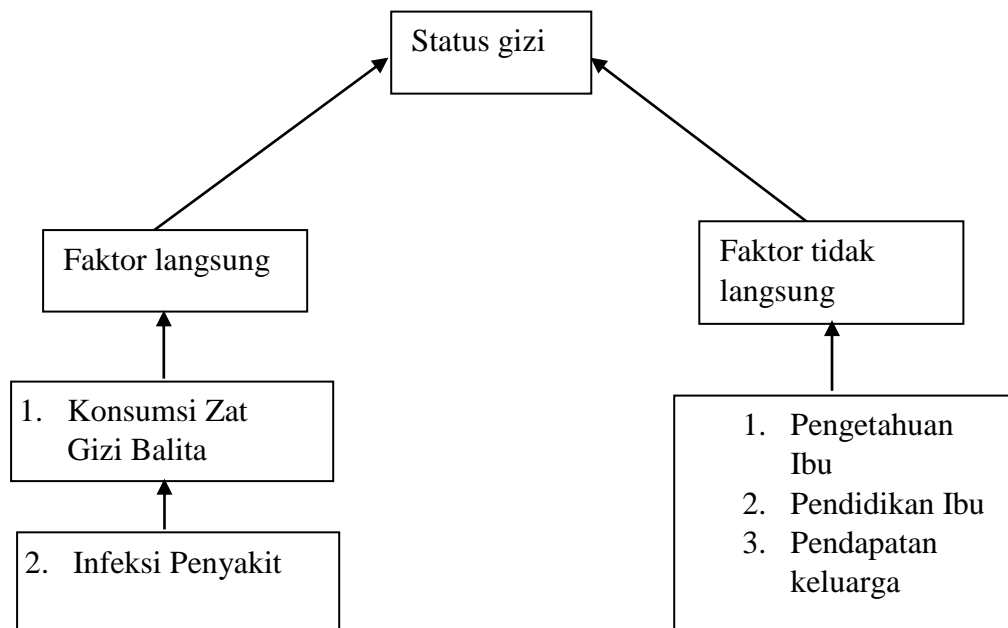 Status gizi
Faktor langsung
Faktor tidak
langsung
1. Konsumsi Zat
Gizi Balita
2. Infeksi Penyakit
1. Pengetahuan
Ibu
2. Pendidikan Ibu
3. Pendapatan
keluarga